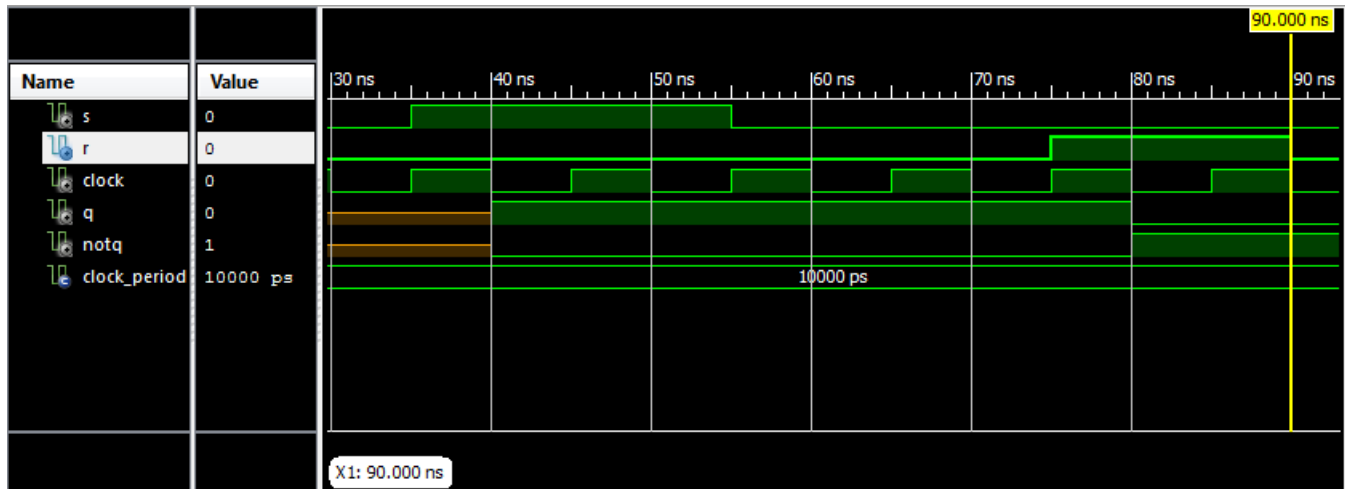 90.000 ns
Name Value 30 ns 40 ns 50 ns 60 ns 70 ns 80 ns 90 ns
s 0
r 0
clock 0
q 0
notq 1
clock_period 10000 ps 10000 ps
X1: 90.000 ns